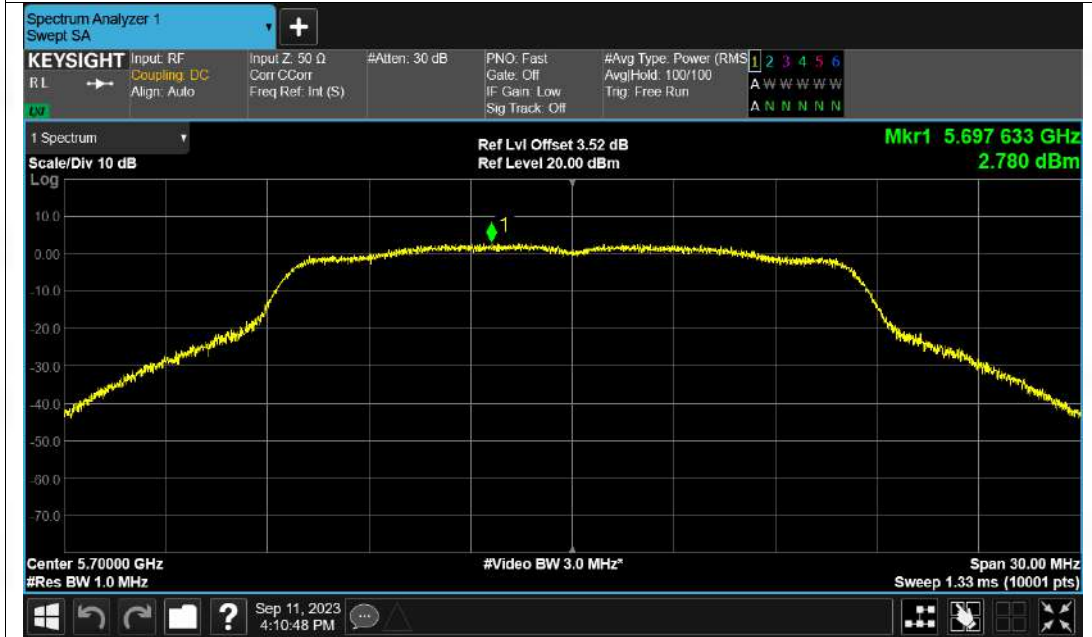 Spectrum Analyzer 1
Swept SA
+
KEYSIGHT
RL
Input: RF
Coupling: DC
Align: Auto
Input Z: 50 Ω
Corr CCorr
Freq Ref: Int (S)
#Atten: 30 dB
PNO: Fast
Gate: Off
IF Gain: Low
Sig Track: Off
#Avg Type: Power (RMS
Avg|Hold: 100/100
Trig: Free Run
1 2 3 4 5 6
A W W W W W
A N N N N N
1 Spectrum
Scale/Div 10 dB
Log
Ref Lvl Offset 3.52 dB
Ref Level 20.00 dBm
Mkr1 5.697 633 GHz
2.780 dBm
10.0
0.00
-10.0
-20.0
-30.0
-40.0
-50.0
-60.0
-70.0
1
Center 5.70000 GHz
#Res BW 1.0 MHz
#Video BW 3.0 MHz*
Span 30.00 MHz
Sweep 1.33 ms (10001 pts)
?
Sep 11, 2023
4:10:48 PM